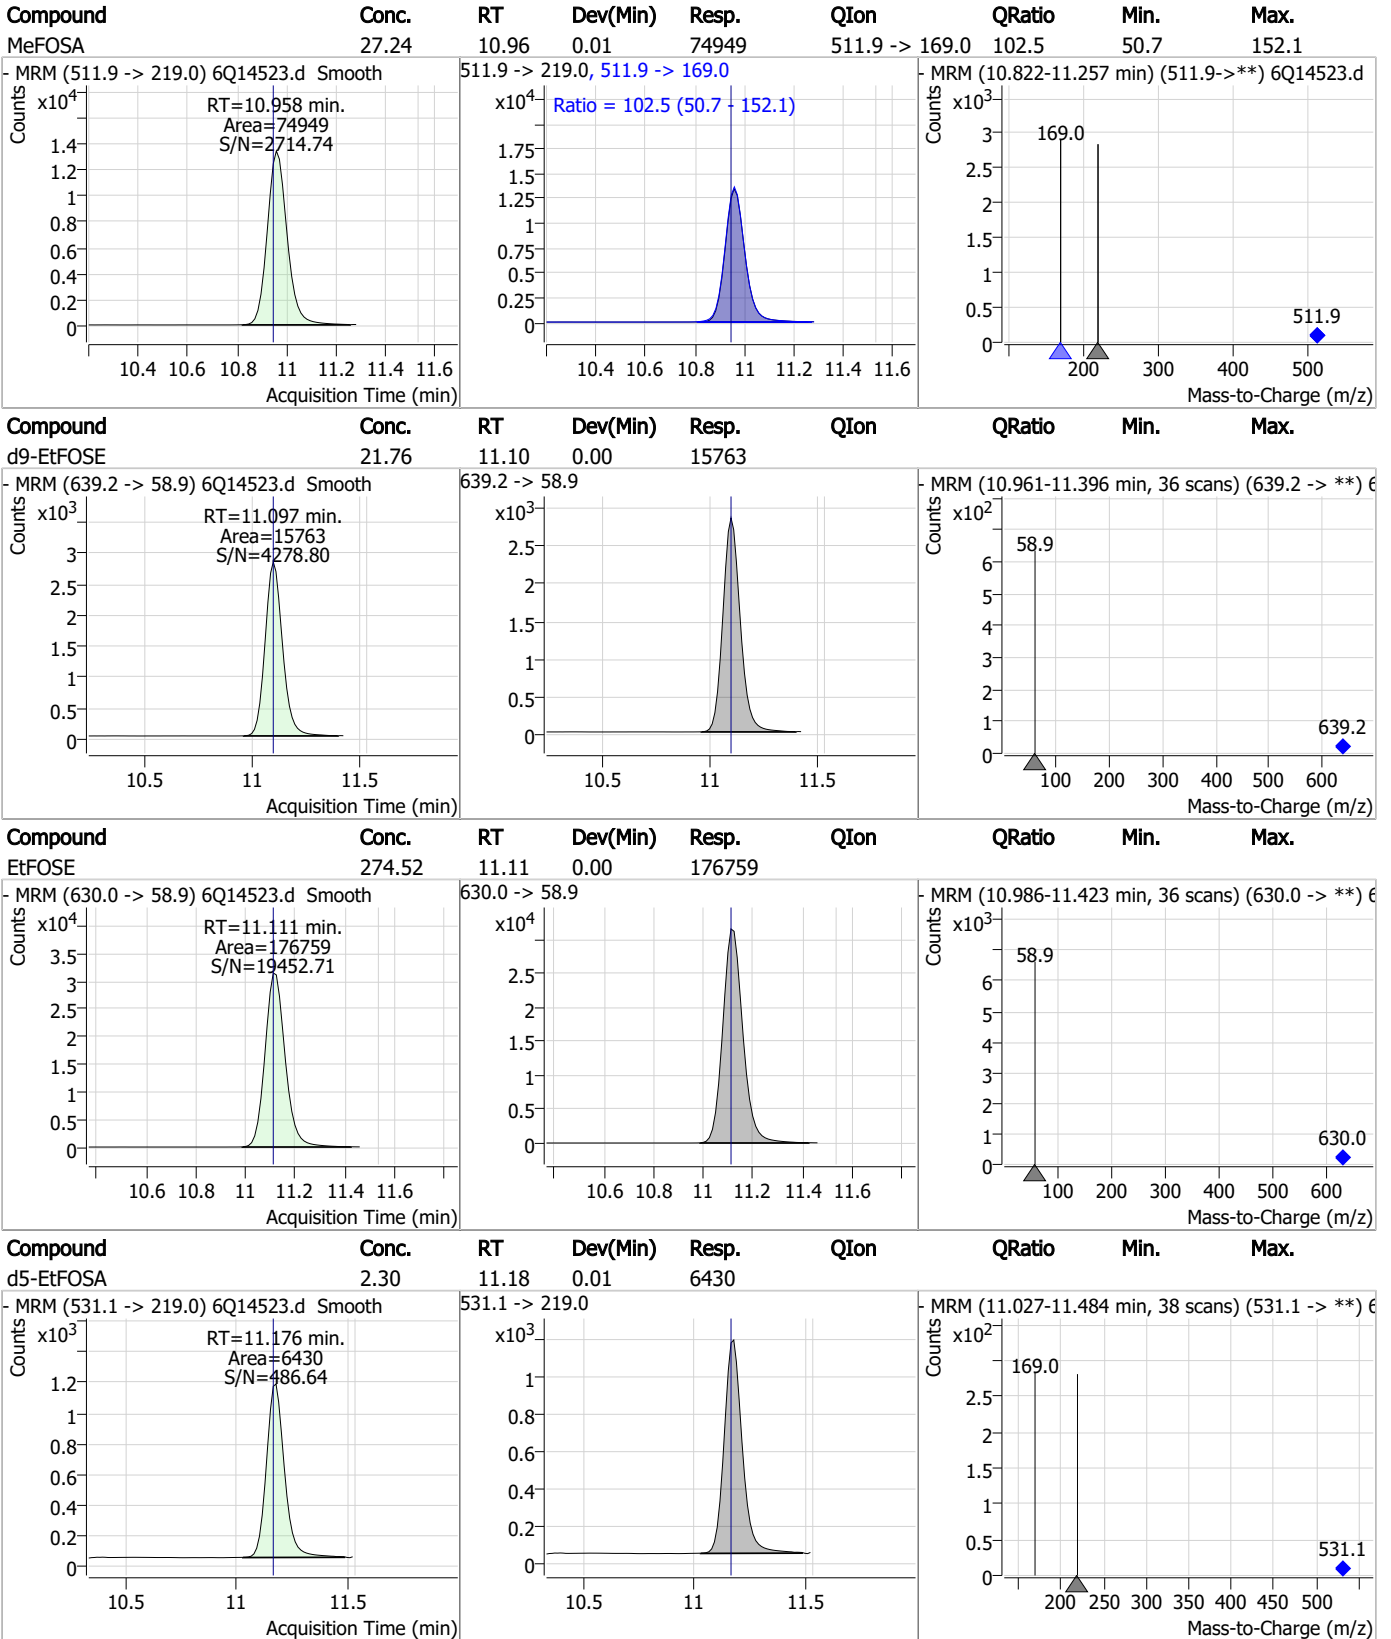 Compound Conc. RT Dev(Min) Resp. QIon QRatio Min. Max.
MeFOSA 27.24 10.96 0.01 74949 511.9 -> 169.0 102.5 50.7 152.1
- MRM (511.9 -> 219.0) 6Q14523.d Smooth
Counts
x10⁴
RT=10.958 min.
Area=74949
S/N=2714.74
1.4
1.2
1
0.8
0.6
0.4
0.2
0
10.4 10.6 10.8 11 11.2 11.4 11.6
Acquisition Time (min)
511.9 -> 219.0, 511.9 -> 169.0
x10⁴
Ratio = 102.5 (50.7 - 152.1)
1.75
1.5
1.25
1
0.75
0.5
0.25
0
10.4 10.6 10.8 11 11.2 11.4 11.6
- MRM (10.822-11.257 min) (511.9->**) 6Q14523.d
Counts
x10³
169.0
3
2.5
2
1.5
1
0.5
0
511.9
200 300 400 500
Mass-to-Charge (m/z)
Compound Conc. RT Dev(Min) Resp. QIon QRatio Min. Max.
d9-EtFOSE 21.76 11.10 0.00 15763
- MRM (639.2 -> 58.9) 6Q14523.d Smooth
Counts
x10³
RT=11.097 min.
Area=15763
S/N=4278.80
3
2.5
2
1.5
1
0.5
0
10.5 11 11.5
Acquisition Time (min)
639.2 -> 58.9
x10³
2.5
2
1.5
1
0.5
0
10.5 11 11.5
- MRM (10.961-11.396 min, 36 scans) (639.2 -> **) 6
Counts
x10²
58.9
6
5
4
3
2
1
0
639.2
100 200 300 400 500 600
Mass-to-Charge (m/z)
Compound Conc. RT Dev(Min) Resp. QIon QRatio Min. Max.
EtFOSE 274.52 11.11 0.00 176759
- MRM (630.0 -> 58.9) 6Q14523.d Smooth
Counts
x10⁴
RT=11.111 min.
Area=176759
S/N=19452.71
3.5
3
2.5
2
1.5
1
0.5
0
10.6 10.8 11 11.2 11.4 11.6
Acquisition Time (min)
630.0 -> 58.9
x10⁴
2.5
2
1.5
1
0.5
0
10.6 10.8 11 11.2 11.4 11.6
- MRM (10.986-11.423 min, 36 scans) (630.0 -> **) 6
Counts
x10³
58.9
6
5
4
3
2
1
0
630.0
100 200 300 400 500 600
Mass-to-Charge (m/z)
Compound Conc. RT Dev(Min) Resp. QIon QRatio Min. Max.
d5-EtFOSA 2.30 11.18 0.01 6430
- MRM (531.1 -> 219.0) 6Q14523.d Smooth
Counts
x10³
RT=11.176 min.
Area=6430
S/N=486.64
1.2
1
0.8
0.6
0.4
0.2
0
10.5 11 11.5
Acquisition Time (min)
531.1 -> 219.0
x10³
1
0.8
0.6
0.4
0.2
0
10.5 11 11.5
- MRM (11.027-11.484 min, 38 scans) (531.1 -> **) 6
Counts
x10²
169.0
2.5
2
1.5
1
0.5
0
531.1
200 250 300 350 400 450 500
Mass-to-Charge (m/z)